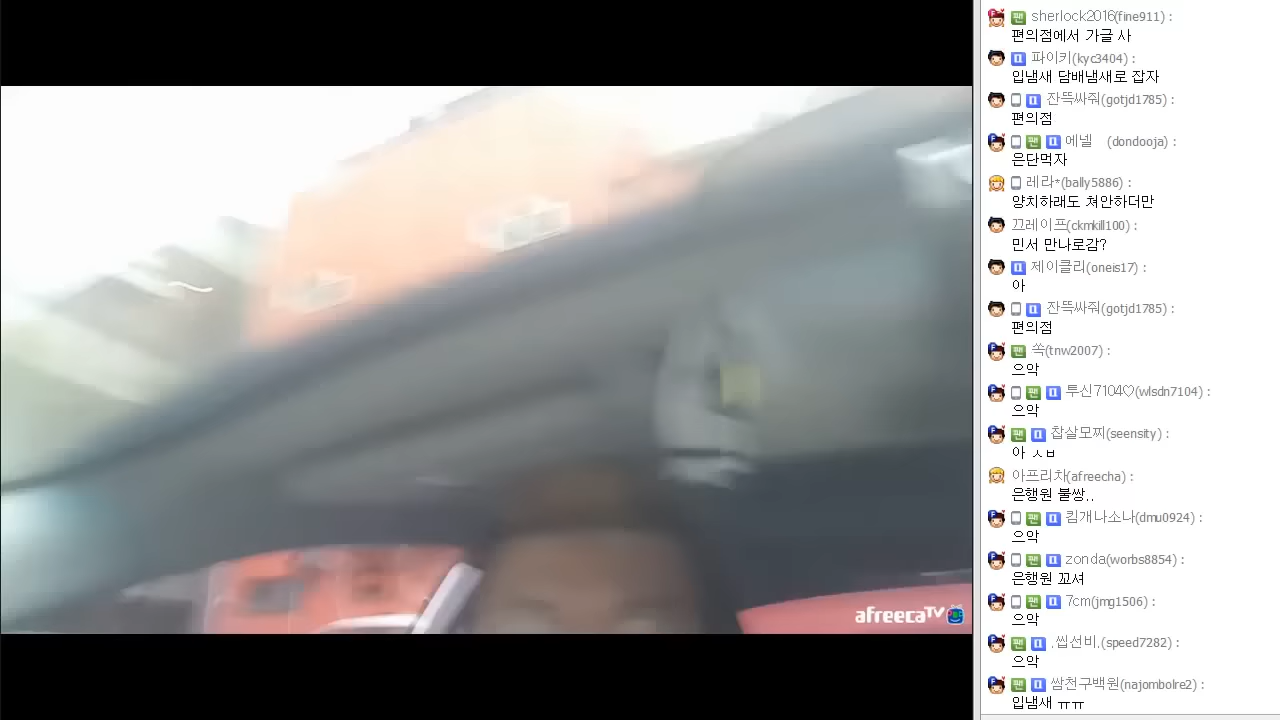 sherlock2016(fine911) :
편의점에서 가글 사
파이키(kyc3404) :
입냄새 담배냄새로 잡자
잔뜩싸줘(gotjd1785) :
편의점
에넬 (dondooja) :
은단먹자
레라*(bally5886) :
양치하래도 쳐안하더만
끄레이프(ckmkill100) :
민서 만나로감?
제이클리(oneis17) :
아
잔뜩싸줘(gotjd1785) :
편의점
쏙(tnw2007) :
으악
투신7104♡(wlsdn7104) :
으악
찹살모찌(seensity) :
아 ㅅㅂ
아프리차(afreecha) :
은행원 불쌍..
킴개나소나(dmu0924) :
으악
zonda(worbs8854) :
은행원 꼬셔
7cm(jmg1506) :
으악
.씹선비.(speed7282) :
으악
쌈천구백원(najombolre2) :
입냄새 ㅠㅠ
afreecaTV